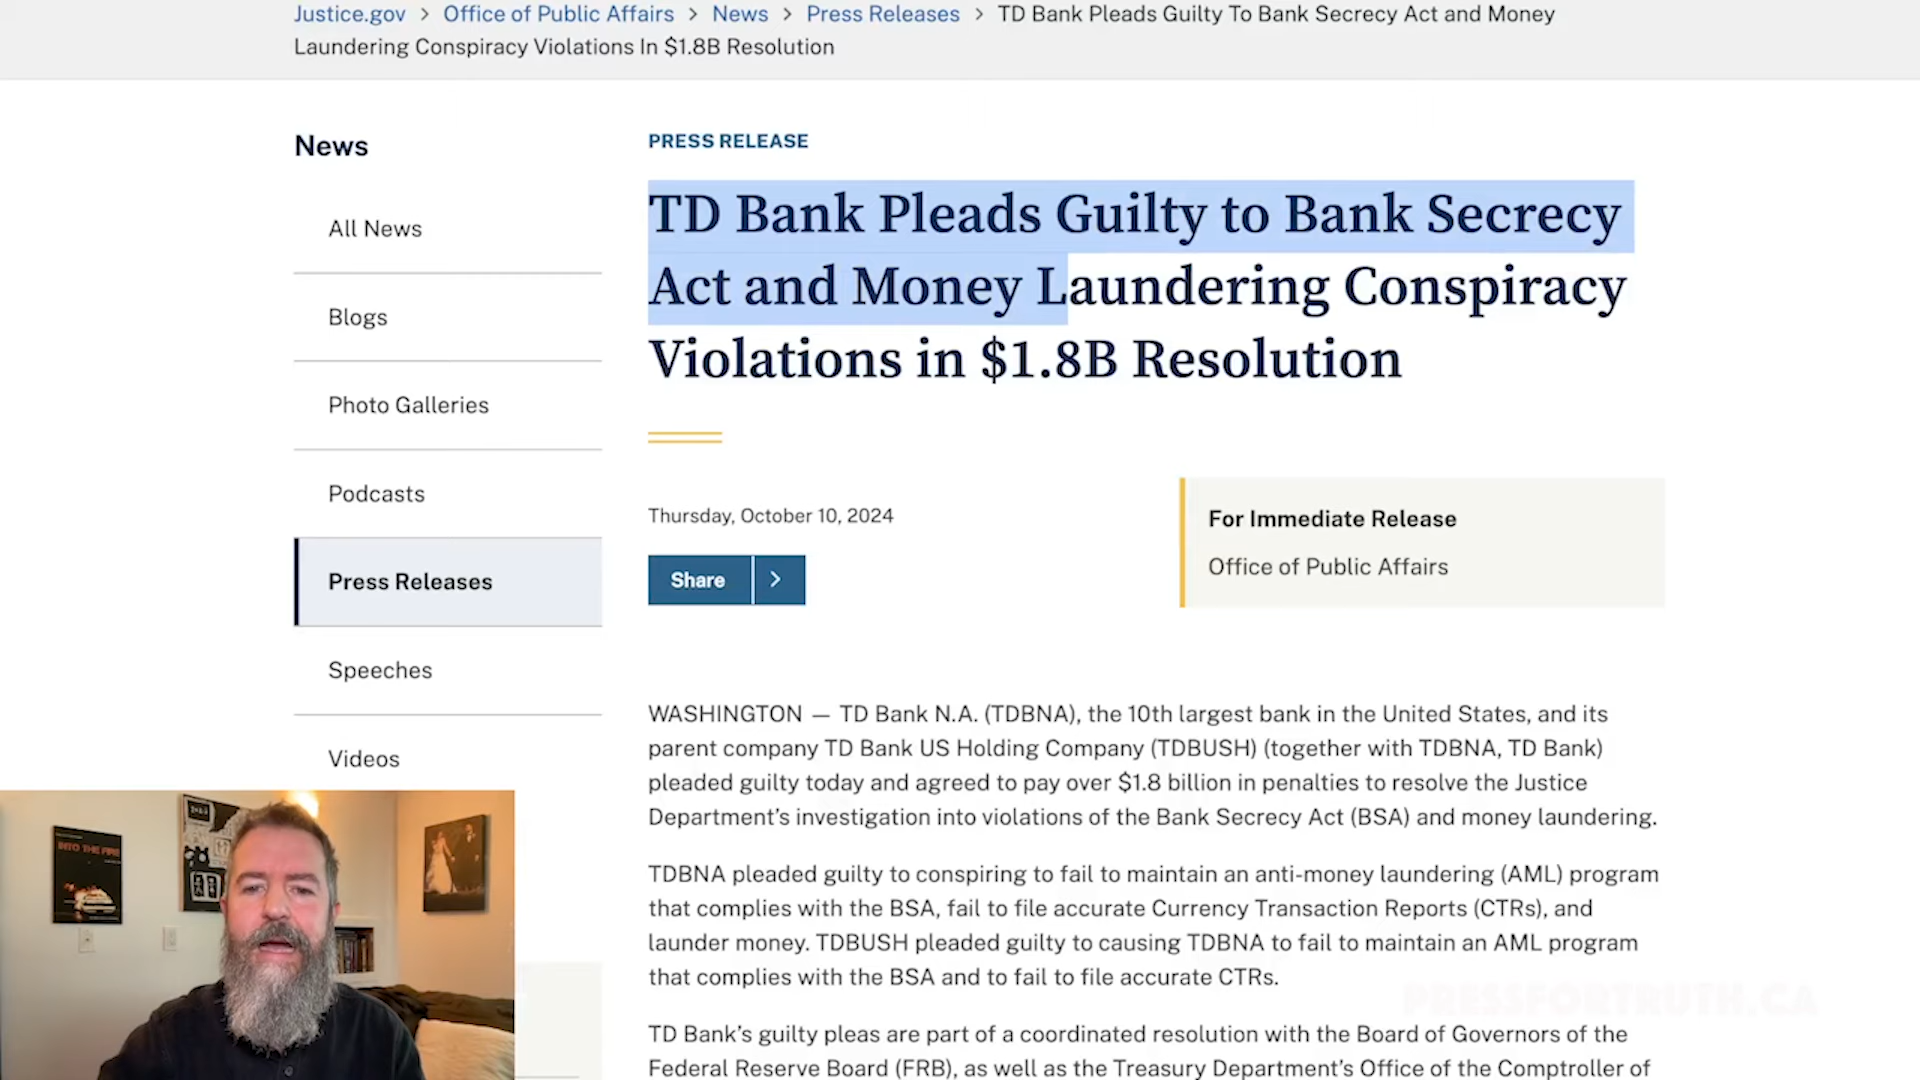 Justice.gov > Office of Public Affairs > News > Press Releases > TD Bank Pleads Guilty To Bank Secrecy Act and Money
Laundering Conspiracy Violations In $1.8B Resolution
News
All News
Blogs
Photo Galleries
Podcasts
Press Releases
Speeches
Videos
PRESS RELEASE
TD Bank Pleads Guilty to Bank Secrecy
Act and Money Laundering Conspiracy
Violations in $1.8B Resolution
Thursday, October 10, 2024
Share >
For Immediate Release
Office of Public Affairs
WASHINGTON — TD Bank N.A. (TDBNA), the 10th largest bank in the United States, and its
parent company TD Bank US Holding Company (TDBUSH) (together with TDBNA, TD Bank)
pleaded guilty today and agreed to pay over $1.8 billion in penalties to resolve the Justice
Department’s investigation into violations of the Bank Secrecy Act (BSA) and money laundering.
TDBNA pleaded guilty to conspiring to fail to maintain an anti-money laundering (AML) program
that complies with the BSA, fail to file accurate Currency Transaction Reports (CTRs), and
launder money. TDBUSH pleaded guilty to causing TDBNA to fail to maintain an AML program
that complies with the BSA and to fail to file accurate CTRs.
TD Bank’s guilty pleas are part of a coordinated resolution with the Board of Governors of the
Federal Reserve Board (FRB), as well as the Treasury Department’s Office of the Comptroller of
INTO THE FIRE
PRESSFORTRUTH.CA